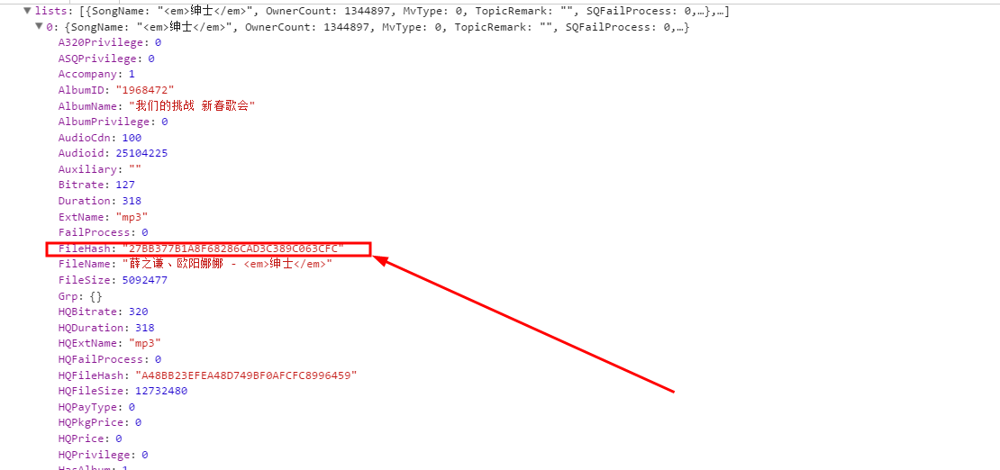 ▼lists: [{SongName: "<em>绅士</em>", OwnerCount: 1344897, MvType: 0, TopicRemark: "", SQFailProcess: 0,…},…]
▼0: {SongName: "<em>绅士</em>", OwnerCount: 1344897, MvType: 0, TopicRemark: "", SQFailProcess: 0,…}
A320Privilege: 0
ASQPrivilege: 0
Accompany: 1
AlbumID: "1968472"
AlbumName: "我们的挑战 新春歌会"
AlbumPrivilege: 0
AudioCdn: 100
Audioid: 25104225
Auxiliary: ""
Bitrate: 127
Duration: 318
ExtName: "mp3"
FailProcess: 0
FileHash: "27BB377B1A8F68286CAD3C389C063CFC"
FileName: "薛之谦、欧阳娜娜 - <em>绅士</em>"
FileSize: 5092477
Grp: {}
HQBitrate: 320
HQDuration: 318
HQExtName: "mp3"
HQFailProcess: 0
HQFileHash: "A48BB23EFEA48D749BF0AFCFC8996459"
HQFileSize: 12732480
HQPayType: 0
HQPkgPrice: 0
HQPrice: 0
HQPrivilege: 0
HasAlbum: 1